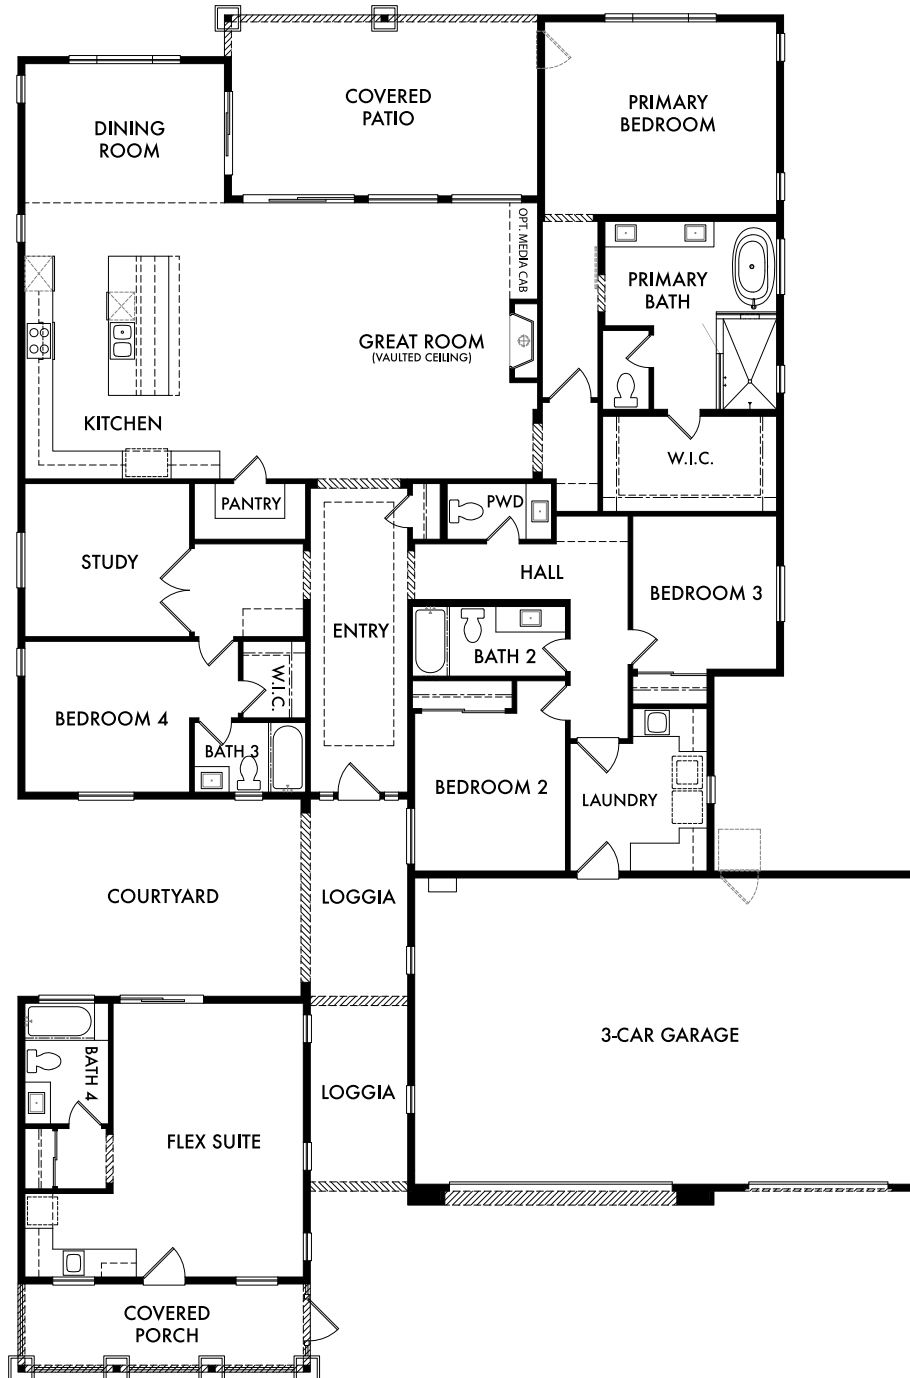 COVERED
PATIO
PRIMARY
BEDROOM
DINING
ROOM
OPT. MEDIA CAB
PRIMARY
BATH
GREAT ROOM
(VAULTED CEILING)
KITCHEN
W.I.C.
PANTRY
PWD
STUDY
HALL
BEDROOM 3
ENTRY
BATH 2
W.I.C.
BEDROOM 4
BATH 3
BEDROOM 2
LAUNDRY
COURTYARD
LOGGIA
3-CAR GARAGE
BATH 4
LOGGIA
FLEX SUITE
COVERED
PORCH